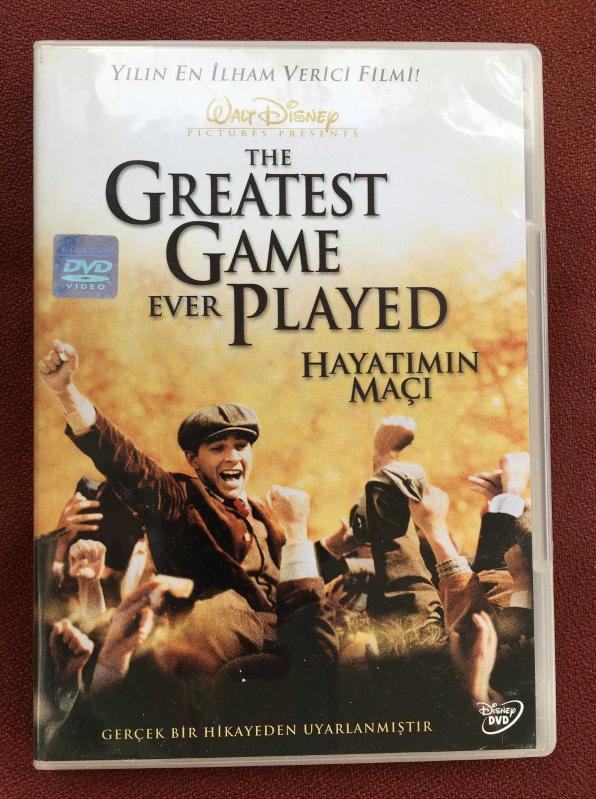 YILIN EN İLHAM VERİCİ FİLMİ!
WALT DISNEY
PICTURES PRESENTS
THE
GREATEST
GAME
EVER PLAYED
HAYATIMIN
MAÇI
DVD
VIDEO
GERÇEK BİR HİKAYEDEN UYARLANMIŞTIR
DISNEY
DVD